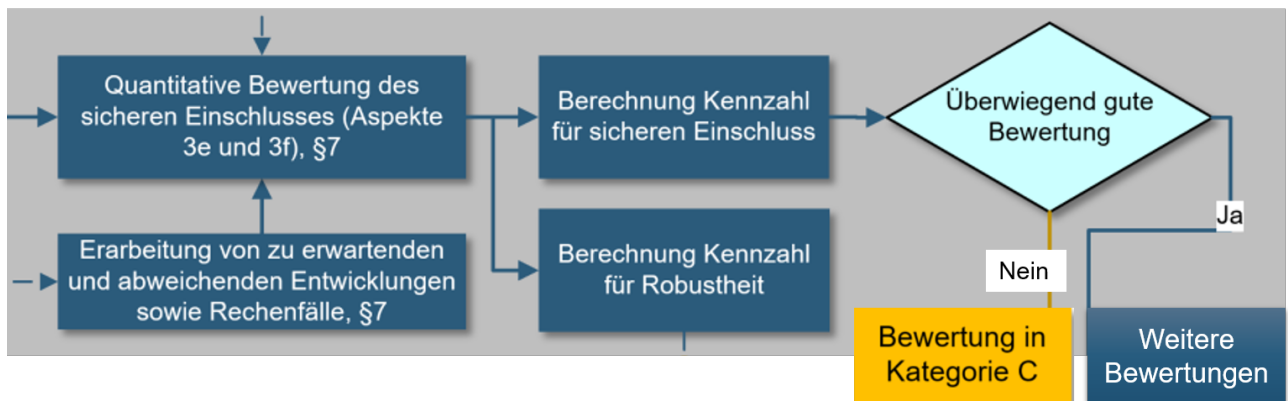 Quantitative Bewertung des
sicheren Einschlusses (Aspekte
3e und 3f), §7
Erarbeitung von zu erwartenden
und abweichenden Entwicklungen
sowie Rechenfälle, §7
Berechnung Kennzahl
für sicheren Einschluss
Berechnung Kennzahl
für Robustheit
Überwiegend gute
Bewertung
Ja
Nein
Bewertung in
Kategorie C
Weitere
Bewertungen